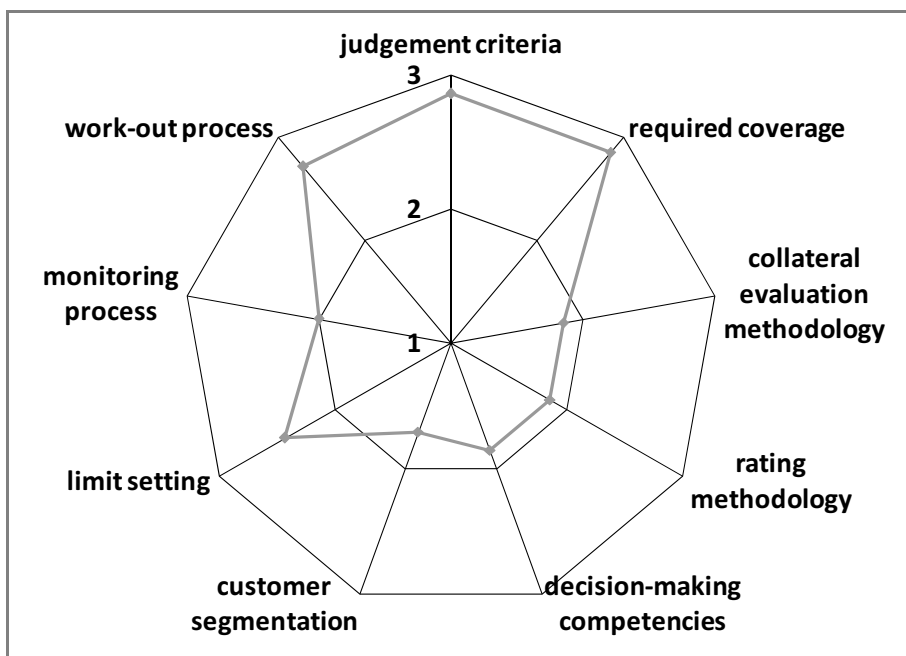 judgement criteria
3
work-out process
required coverage
2
monitoring
process
collateral
evaluation
methodology
1
limit setting
rating
methodology
customer
segmentation
decision-making
competencies